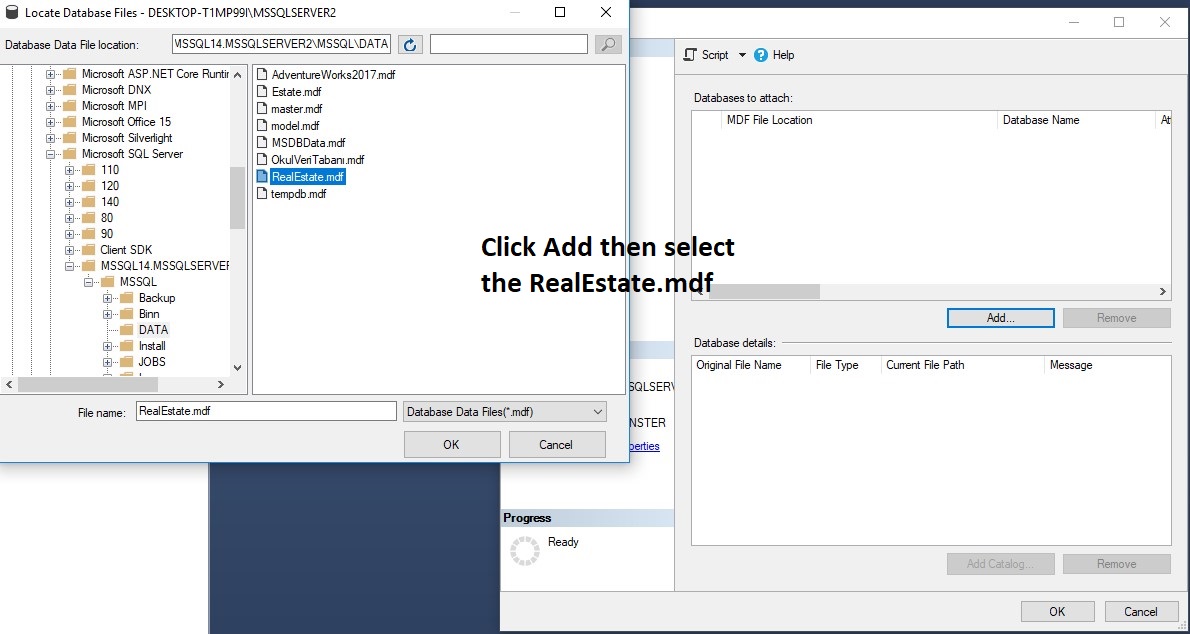 Locate Database Files - DESKTOP-T1MP99I\MSSQLSERVER2
Database Data File location:
MSSQL14.MSSQLSERVER2\MSSQL\DATA
Microsoft ASP.NET Core Runtin
Microsoft DNX
Microsoft MPI
Microsoft Office 15
Microsoft Silverlight
Microsoft SQL Server
110
120
140
80
90
Client SDK
MSSQL14.MSSQLSERVER
MSSQL
Backup
Binn
DATA
Install
JOBS
AdventureWorks2017.mdf
Estate.mdf
master.mdf
model.mdf
MSDBData.mdf
OkulVeriTabanı.mdf
RealEstate.mdf
tempdb.mdf
File name:
RealEstate.mdf
Database Data Files(*.mdf)
OK
Cancel
Click Add then select
the RealEstate.mdf
Script
Help
Databases to attach:
MDF File Location
Database Name
At
Add...
Remove
Database details:
Original File Name
File Type
Current File Path
Message
SQLSERV
NSTER
perties
Progress
Ready
Add Catalog...
Remove
OK
Cancel